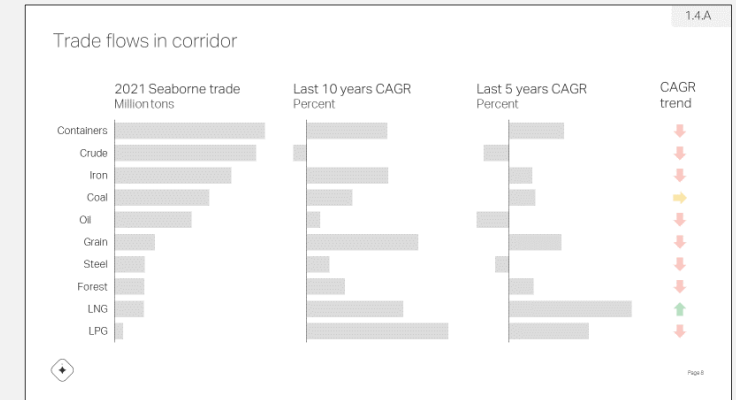 1.4.A
Trade flows in corridor
2021 Seaborne trade
Million tons
Last 10 years CAGR
Percent
Last 5 years CAGR
Percent
CAGR
trend
Containers
Crude
Iron
Coal
Oil
Grain
Steel
Forest
LNG
LPG
Page 8